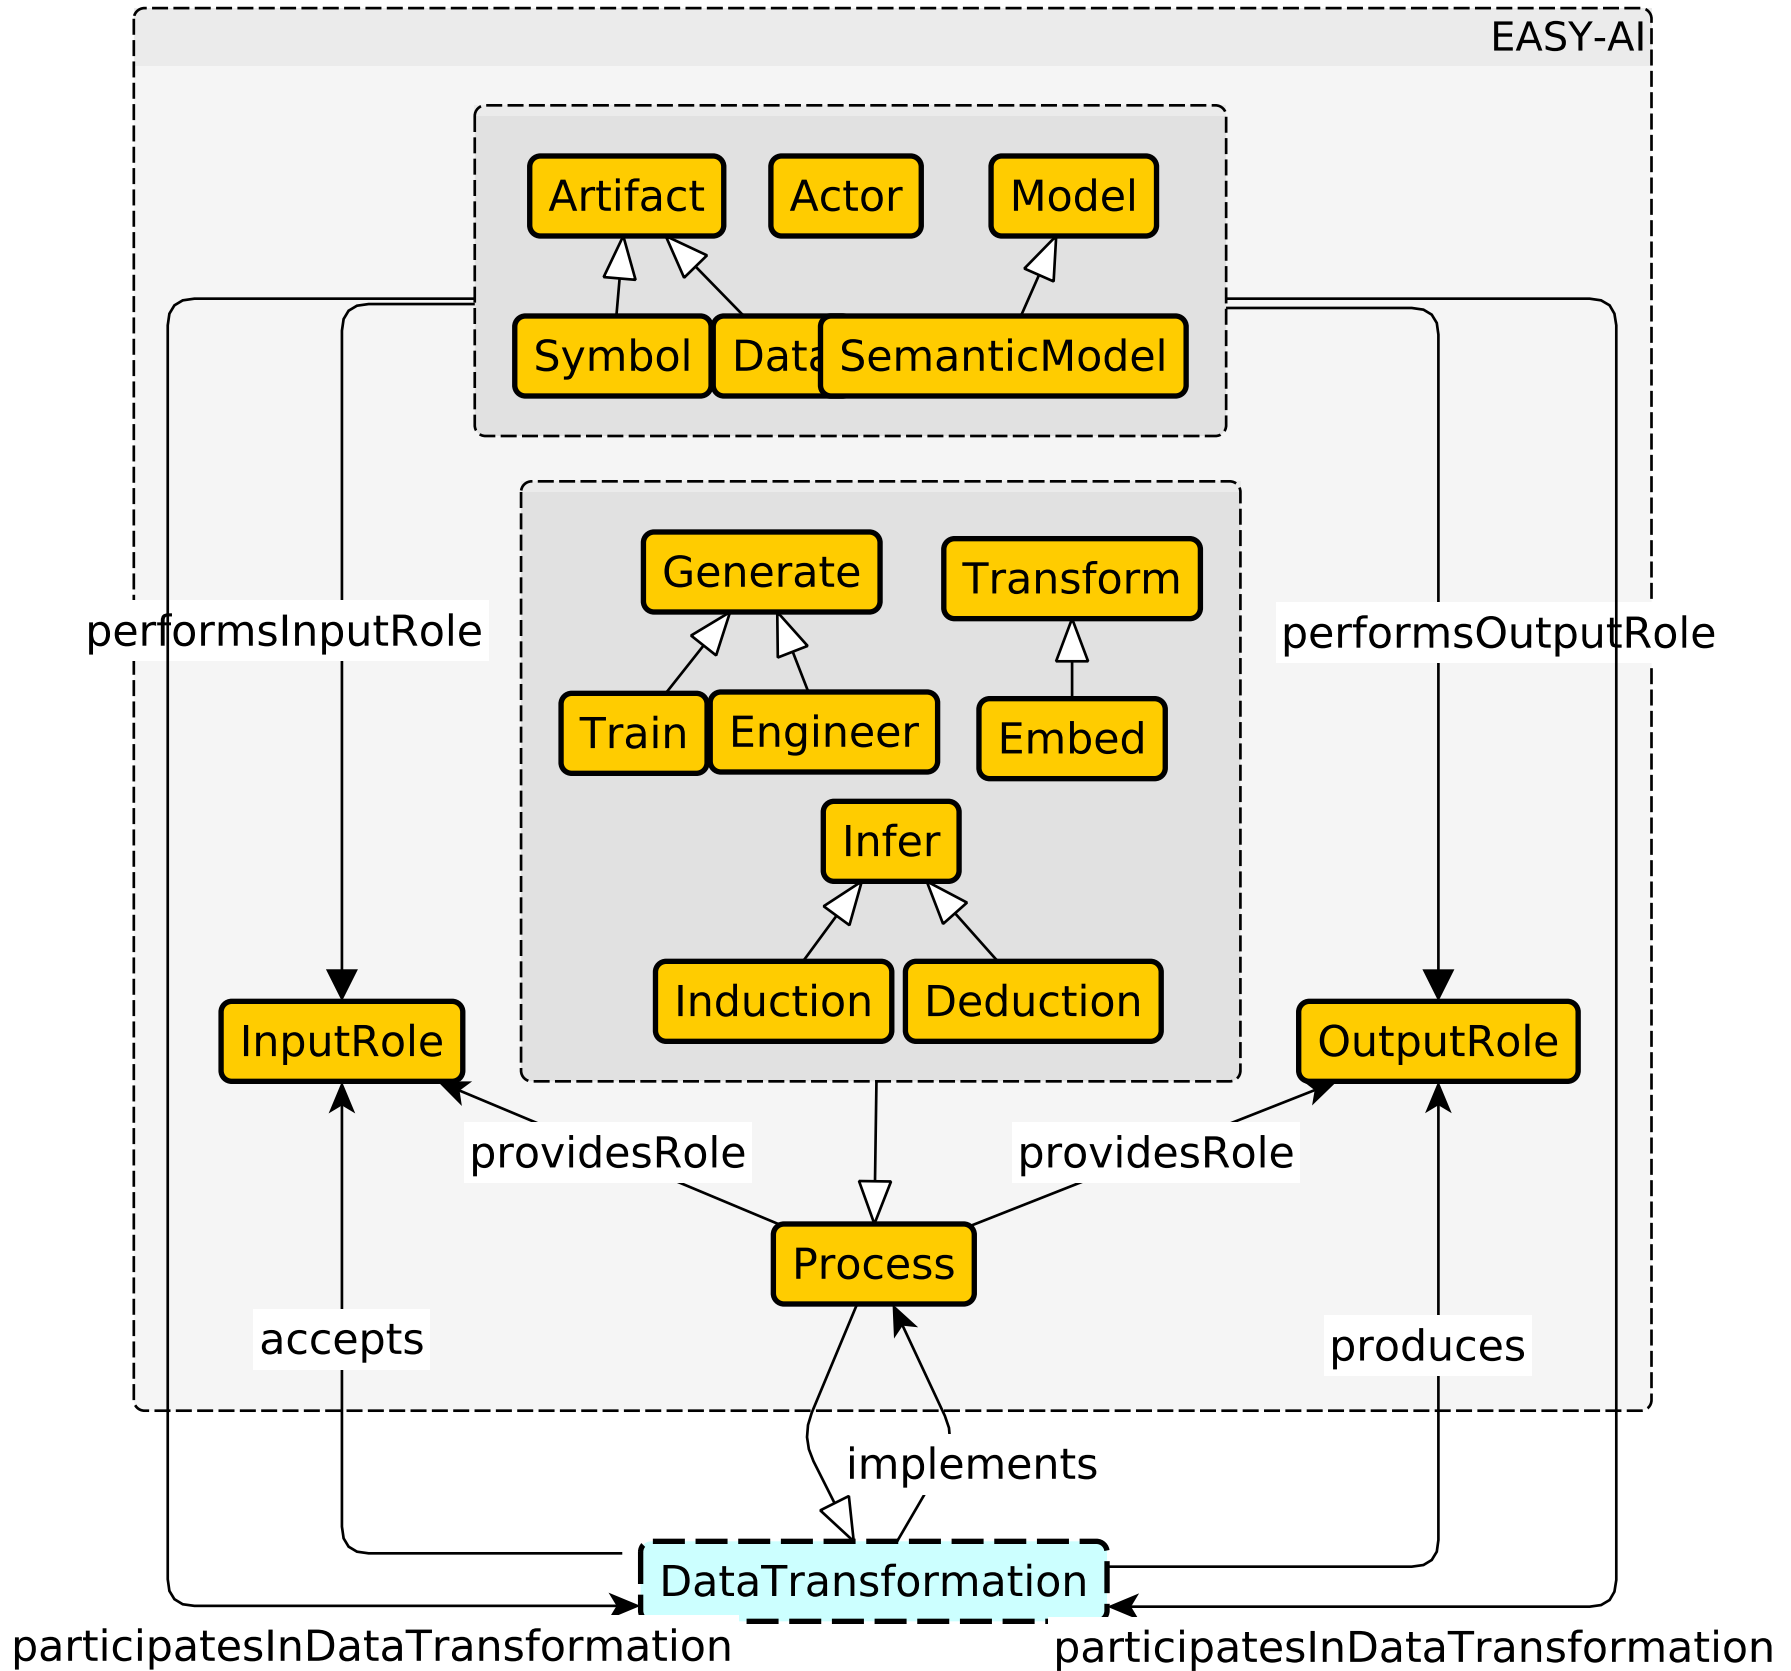 EASY-AI
Artifact
Actor
Model
Symbol
Data
SemanticModel
Generate
Transform
performsInputRole
performsOutputRole
Train
Engineer
Embed
Infer
Induction
Deduction
InputRole
OutputRole
providesRole
providesRole
Process
accepts
produces
implements
DataTransformation
participatesInDataTransformation
participatesInDataTransformation